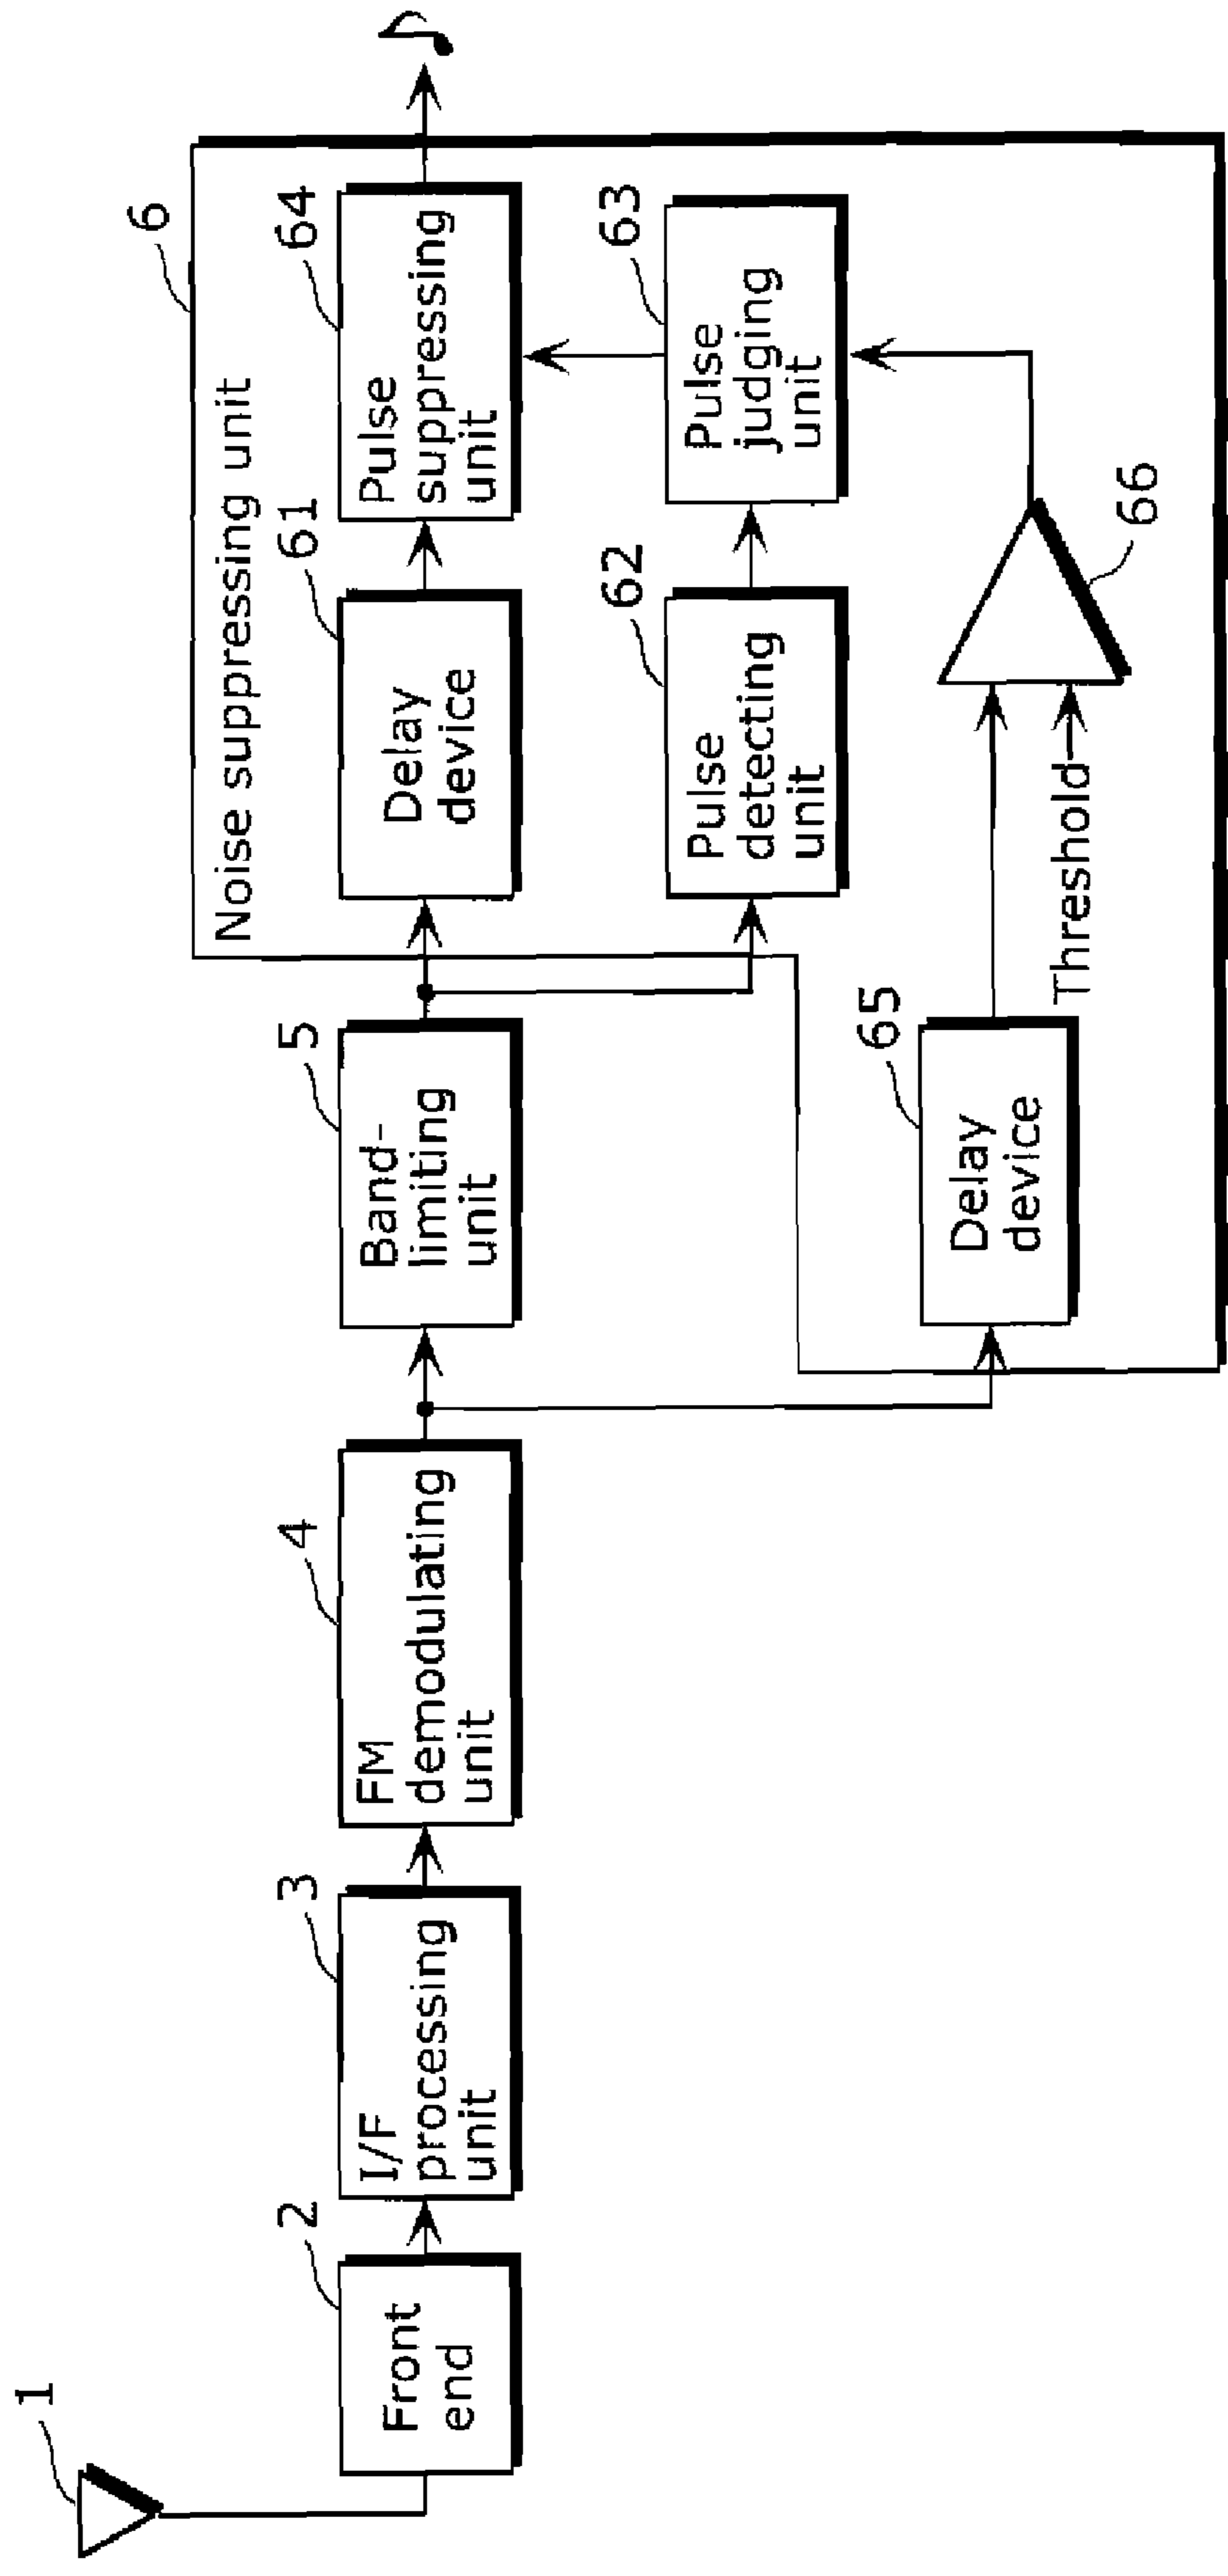 1
2
Front
end
3
I/F
processing
unit
4
FM
demodulating
unit
5
Band-
limiting
unit
6
Noise suppressing unit
61
Delay
device
64
Pulse
suppressing
unit
62
Pulse
detecting
unit
63
Pulse
judging
unit
65
Delay
device
Threshold
66